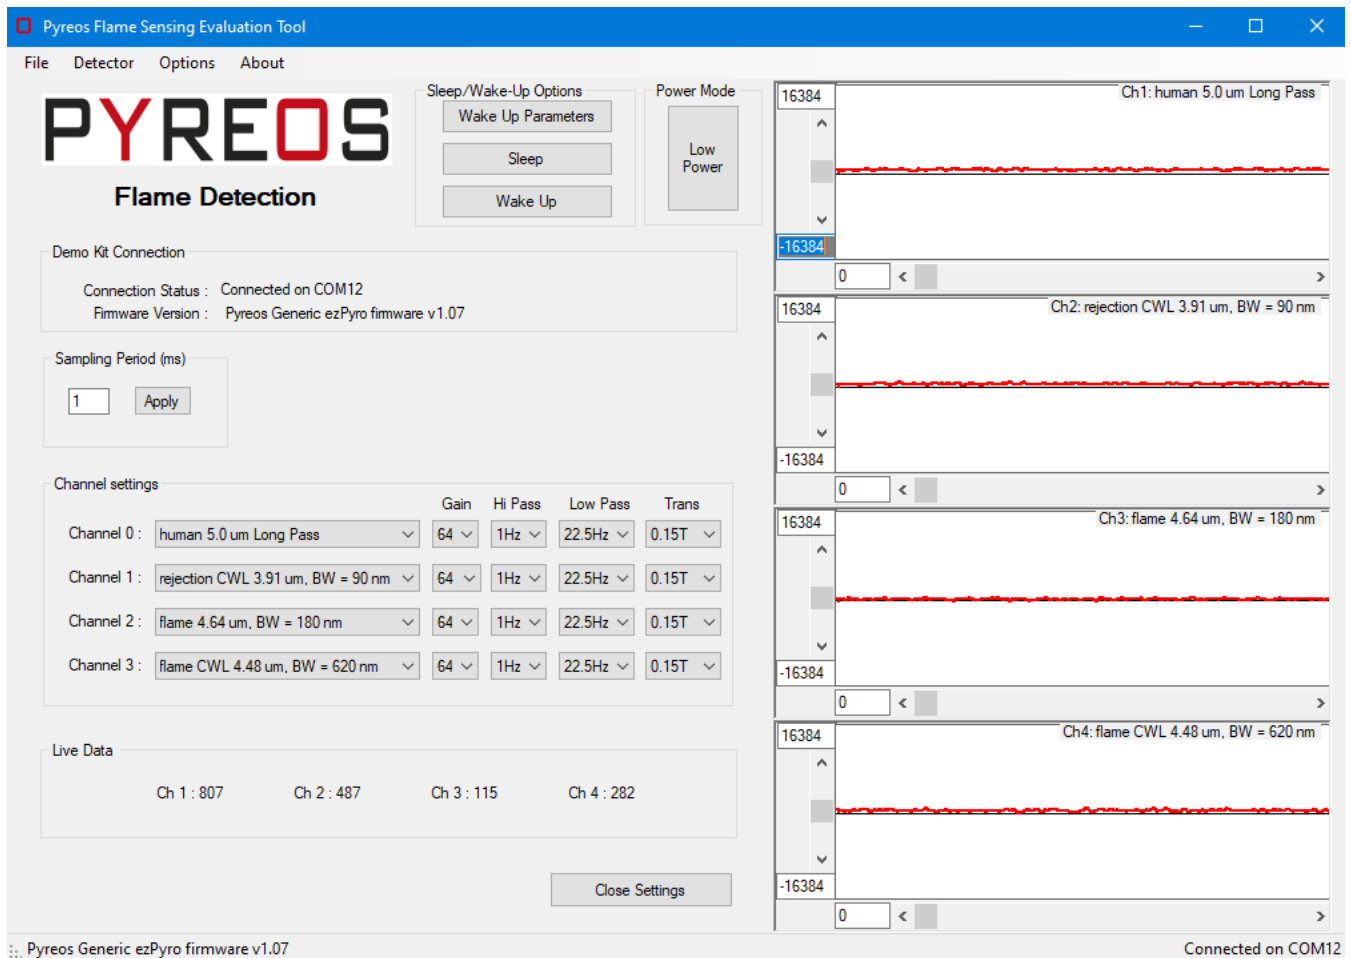 Pyreos Flame Sensing Evaluation Tool
File Detector Options About
PYREOS
Flame Detection
Sleep/Wake-Up Options
Wake Up Parameters
Sleep
Wake Up
Power Mode
Low
Power
Demo Kit Connection
Connection Status : Connected on COM12
Firmware Version : Pyreos Generic ezPyro firmware v1.07
Sampling Period (ms)
1 Apply
Channel settings
Gain Hi Pass Low Pass Trans
Channel 0 : human 5.0 um Long Pass 64 1Hz 22.5Hz 0.15T
Channel 1 : rejection CWL 3.91 um, BW = 90 nm 64 1Hz 22.5Hz 0.15T
Channel 2 : flame 4.64 um, BW = 180 nm 64 1Hz 22.5Hz 0.15T
Channel 3 : flame CWL 4.48 um, BW = 620 nm 64 1Hz 22.5Hz 0.15T
Live Data
Ch 1 : 807 Ch 2 : 487 Ch 3 : 115 Ch 4 : 282
Close Settings
16384 Ch1: human 5.0 um Long Pass
-16384
0
16384 Ch2: rejection CWL 3.91 um, BW = 90 nm
-16384
0
16384 Ch3: flame 4.64 um, BW = 180 nm
-16384
0
16384 Ch4: flame CWL 4.48 um, BW = 620 nm
-16384
0
Pyreos Generic ezPyro firmware v1.07 Connected on COM12